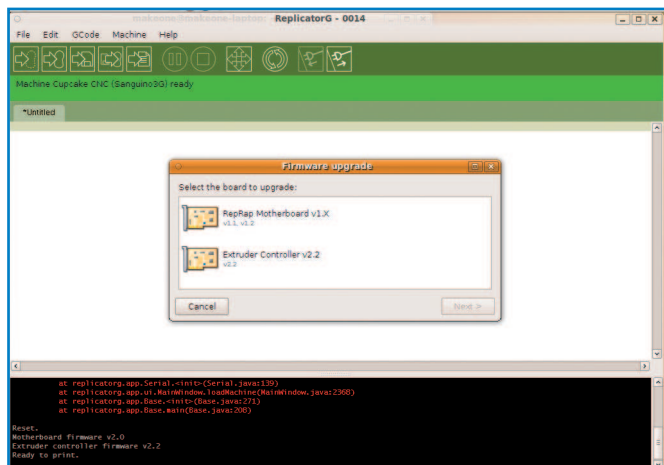 ReplicatorG - 0014
File Edit GCode Machine Help
Machine Cupcake CNC (Sanguino3G) ready
*Untitled
Firmware upgrade
Select the board to upgrade:
RepRap Motherboard v1.X
v1.1, v1.2
Extruder Controller v2.2
v2.2
Cancel Next >
at replicatorg.app.Serial.<init>(Serial.java:139)
at replicatorg.app.ui.MainWindow.loadMachine(MainWindow.java:2368)
at replicatorg.app.Base.<init>(Base.java:271)
at replicatorg.app.Base.main(Base.java:208)
Reset.
Motherboard firmware v2.0
Extruder controller firmware v2.2
Ready to print.